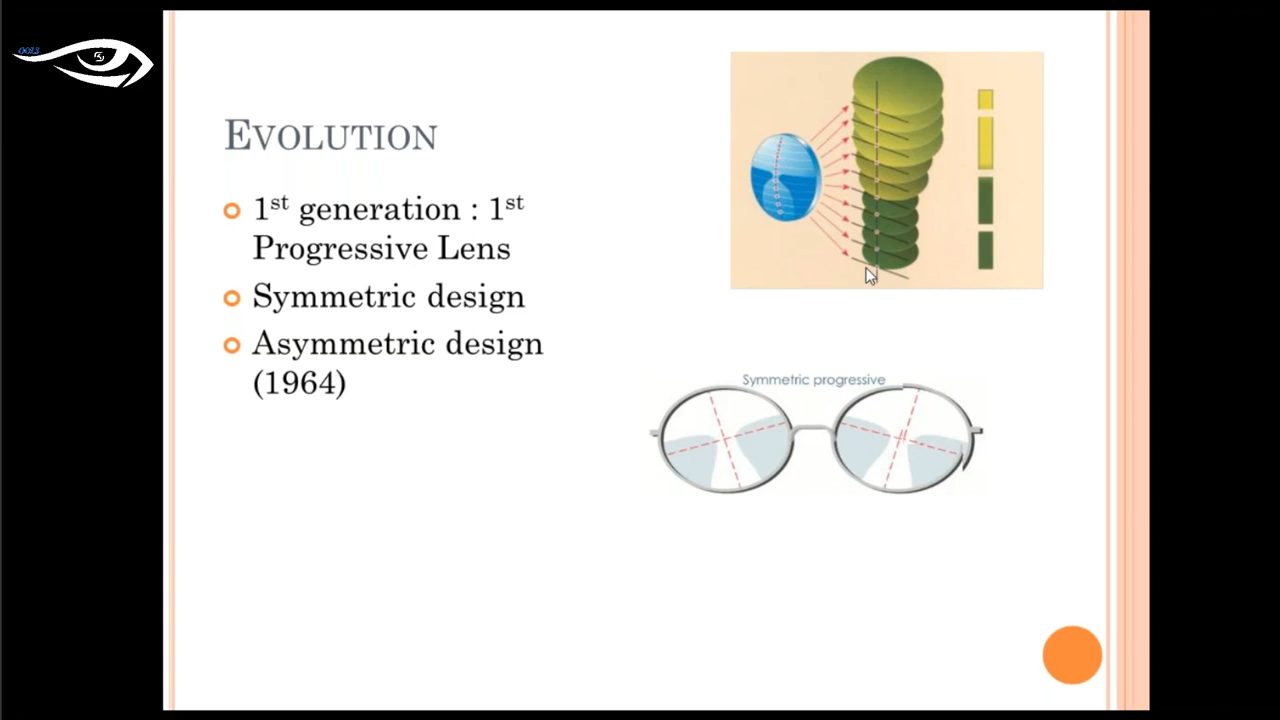 EVOLUTION
1st generation : 1st
Progressive Lens
Symmetric design
Asymmetric design
(1964)
Symmetric progressive